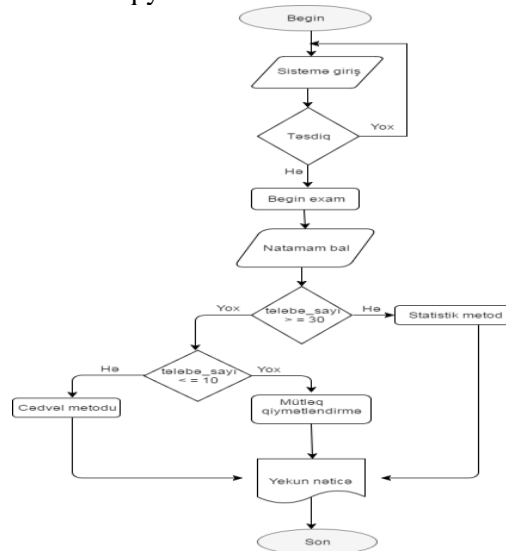 Begin
Sistemə giriş
Təsdiq
Yox
Hə
Begin exam
Natamam bal
tələbə_sayı
> = 30
Yox
Hə
Statistik metod
tələbə_sayı
< = 10
Hə
Yox
Cədvəl metodu
Mütləq
qiymətləndirmə
Yekun nəticə
Son